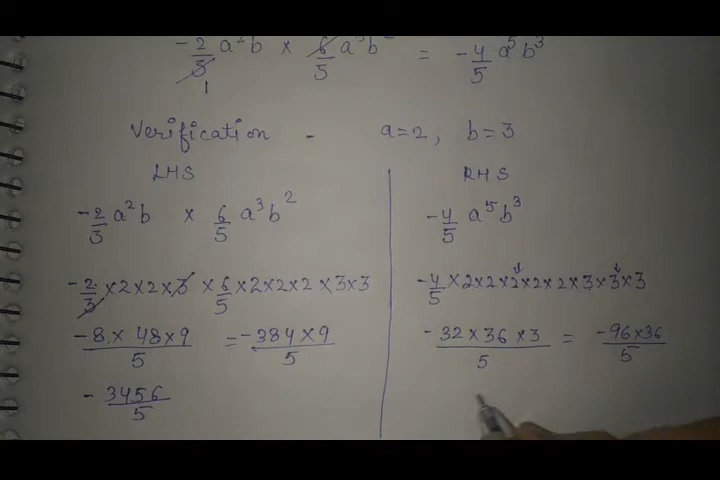 -2/3 a²b × 6/5 a³b² = -4/5 a⁵b³
1
Verification - a=2, b=3
LHS
-2/3 a²b × 6/5 a³b²
-2/3 ×2×2×3 ×6/5 ×2×2×2×3×3
-8×48×9/5 = -384×9/5
-3456/5
RHS
-4/5 a⁵b³
-4/5 ×2×2×2×2×2×3×3×3
-32×36×3/5 = -96×36/5